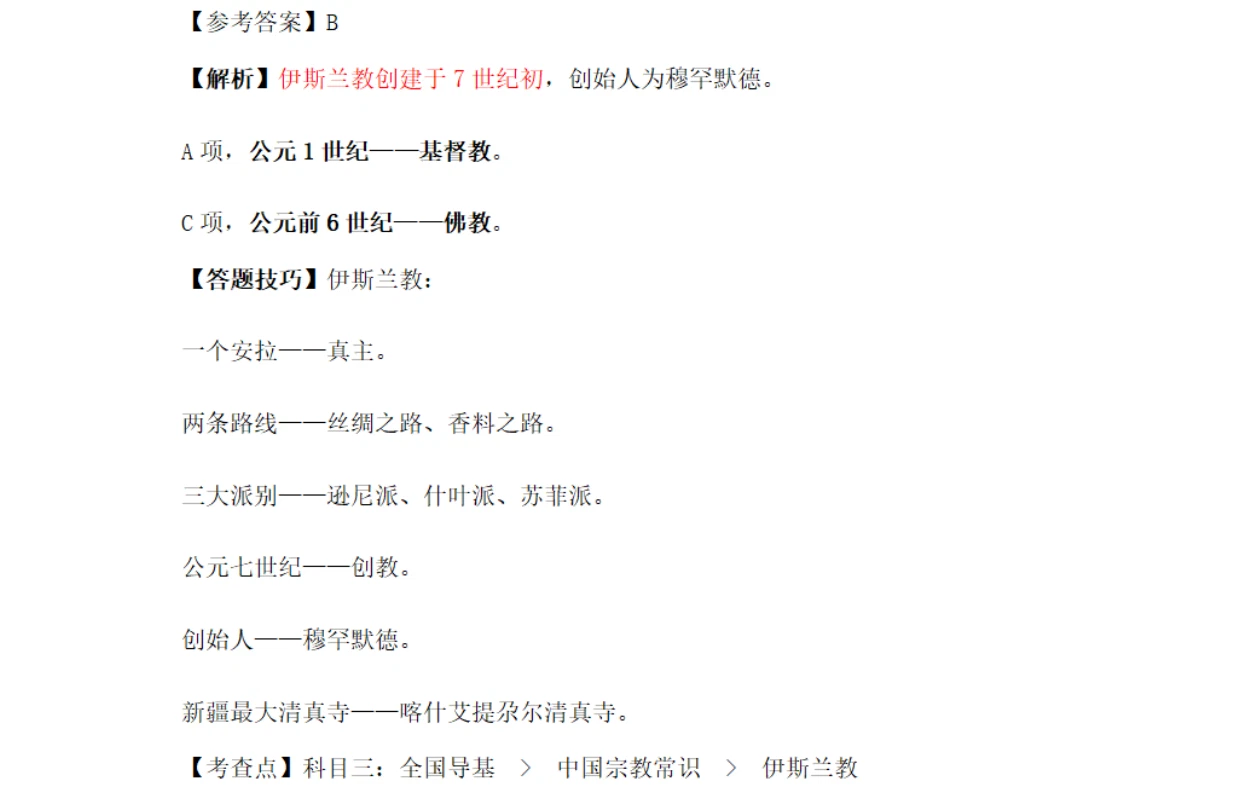 【参考答案】B
【解析】伊斯兰教创建于 7 世纪初，创始人为穆罕默德。
A 项，公元 1 世纪——基督教。
C 项，公元前 6 世纪——佛教。
【答题技巧】伊斯兰教：
一个安拉——真主。
两条路线——丝绸之路、香料之路。
三大派别——逊尼派、什叶派、苏菲派。
公元七世纪——创教。
创始人——穆罕默德。
新疆最大清真寺——喀什艾提尕尔清真寺。
【考查点】科目三：全国导基 > 中国宗教常识 > 伊斯兰教